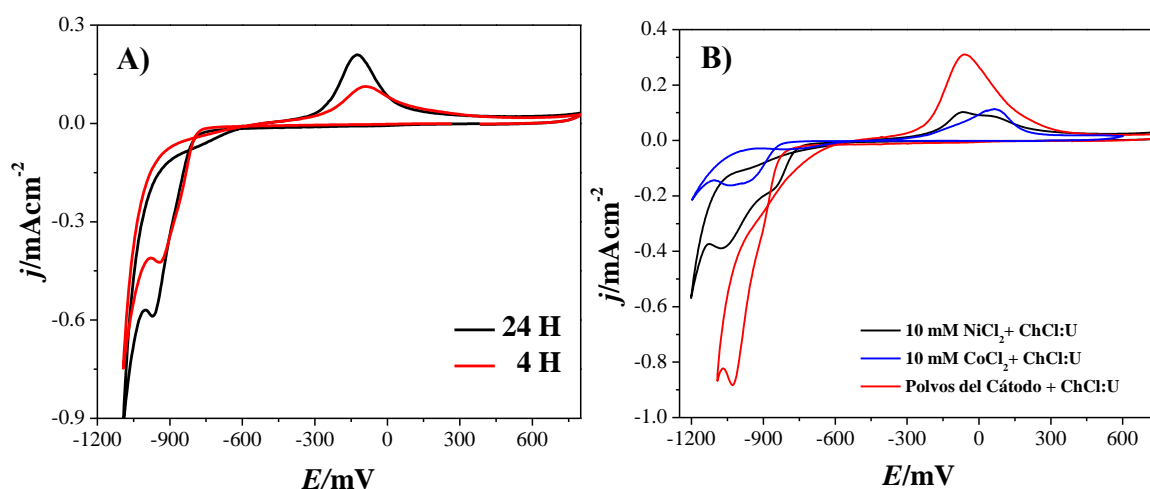 A)
0.3
0.0
-0.3
-0.6
-0.9
j/mAcm-2
24 H
4 H
-1200 -900 -600 -300 0 300 600
E/mV
B)
0.4
0.2
0.0
-0.2
-0.4
-0.6
-0.8
-1.0
j/mAcm-2
10 mM NiCl2+ ChCl:U
10 mM CoCl2+ ChCl:U
Polvos del Cátodo + ChCl:U
-1200 -900 -600 -300 0 300 600
E/mV